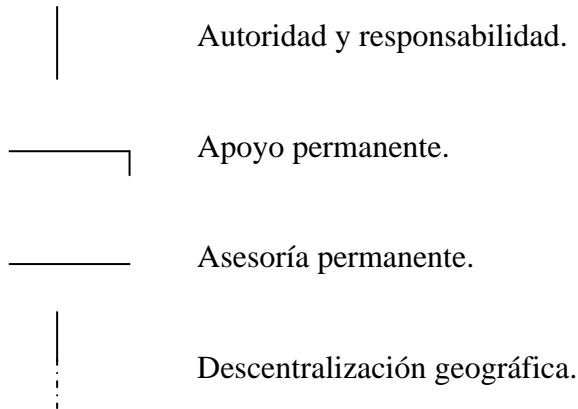 Autoridad y responsabilidad.
Apoyo permanente.
Asesoría permanente.
Descentralización geográfica.